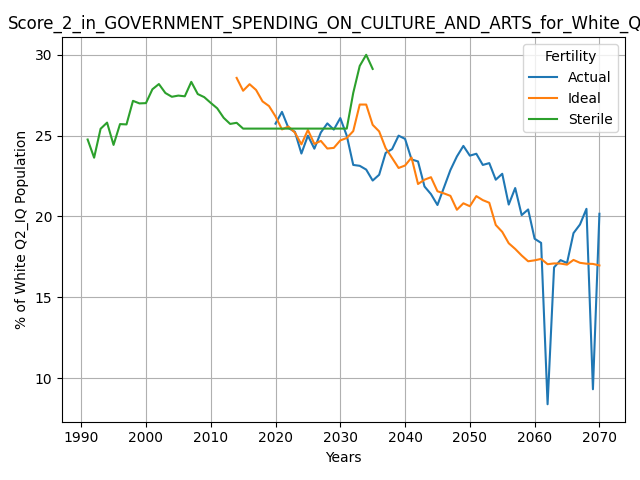 Score_2_in_GOVERNMENT_SPENDING_ON_CULTURE_AND_ARTS_for_White_Q
Fertility
Actual
Ideal
Sterile
% of White Q2_IQ Population
30
25
20
15
10
1990 2000 2010 2020 2030 2040 2050 2060 2070
Years